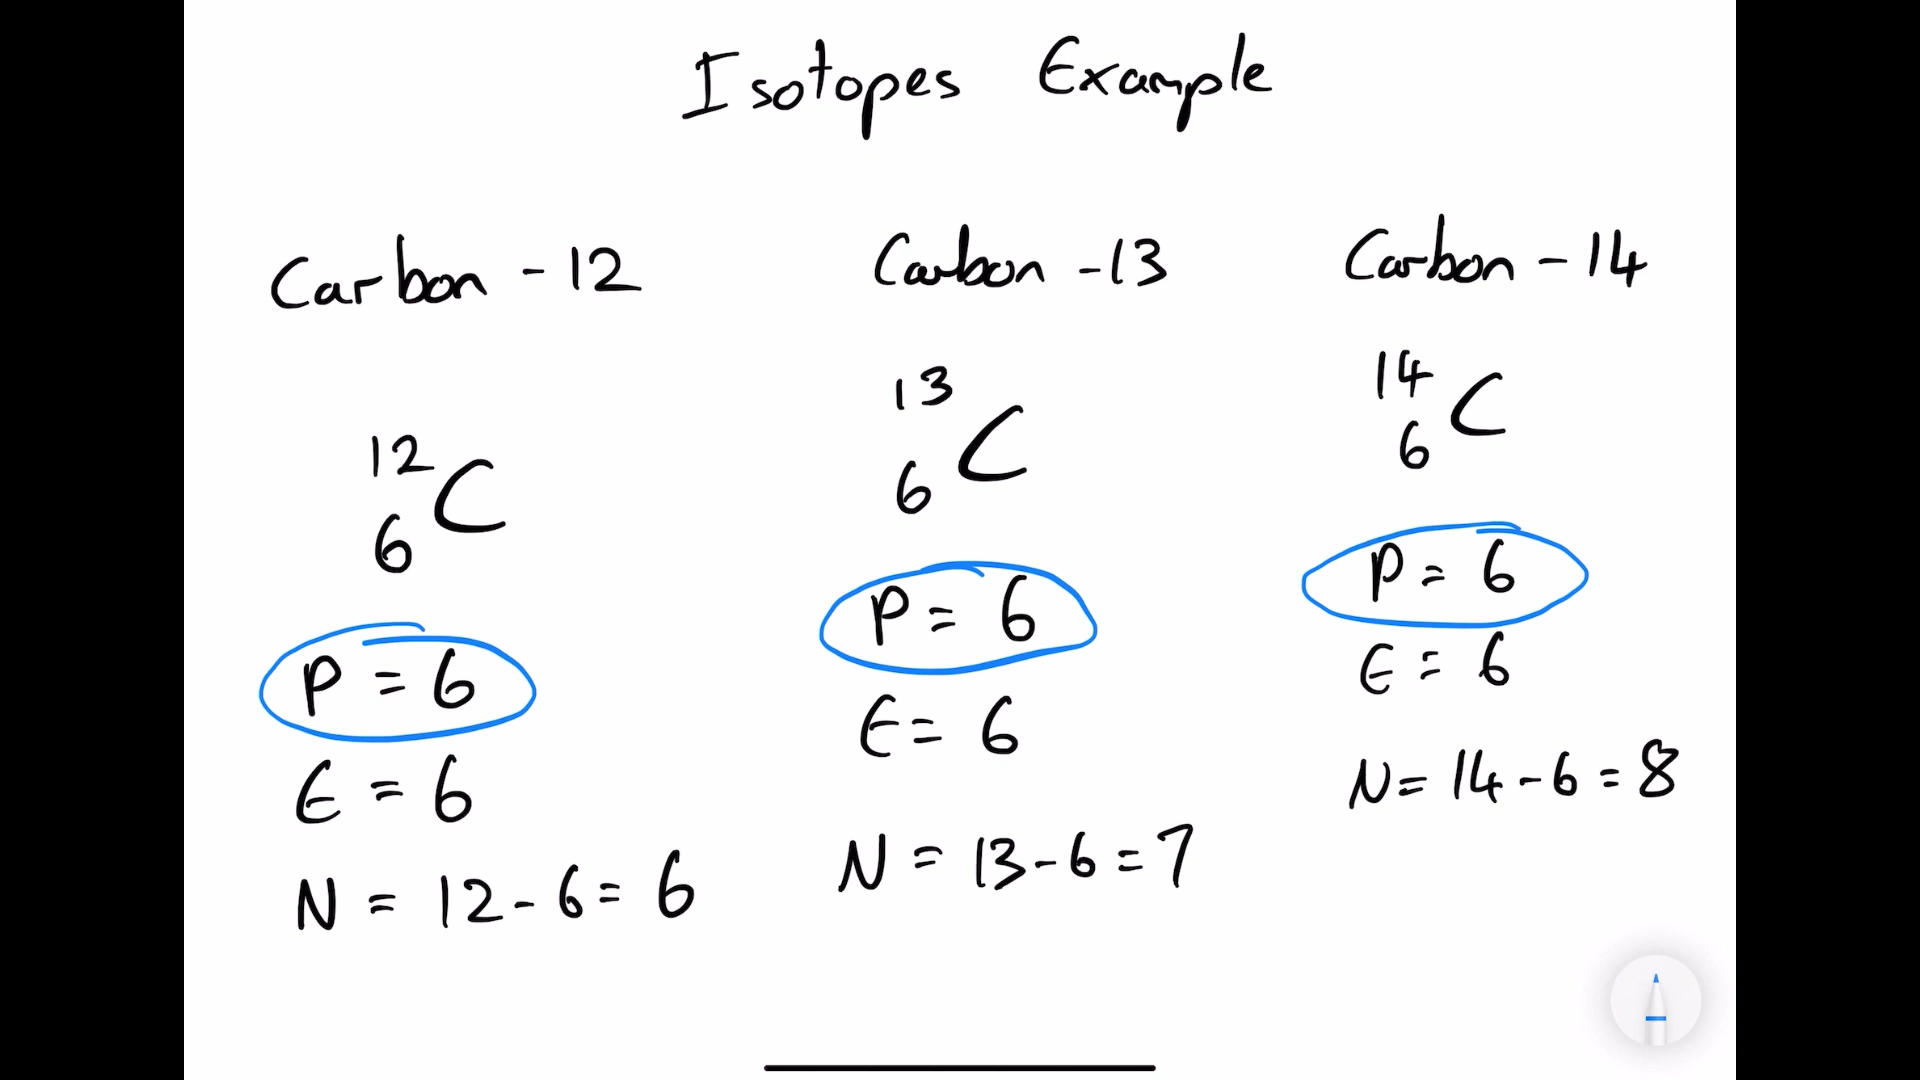 Isotopes Example
Carbon - 12
12
6 C
P = 6
E = 6
N = 12 - 6 = 6
Carbon - 13
13
6 C
P = 6
E = 6
N = 13 - 6 = 7
Carbon - 14
14
6 C
P = 6
E = 6
N = 14 - 6 = 8